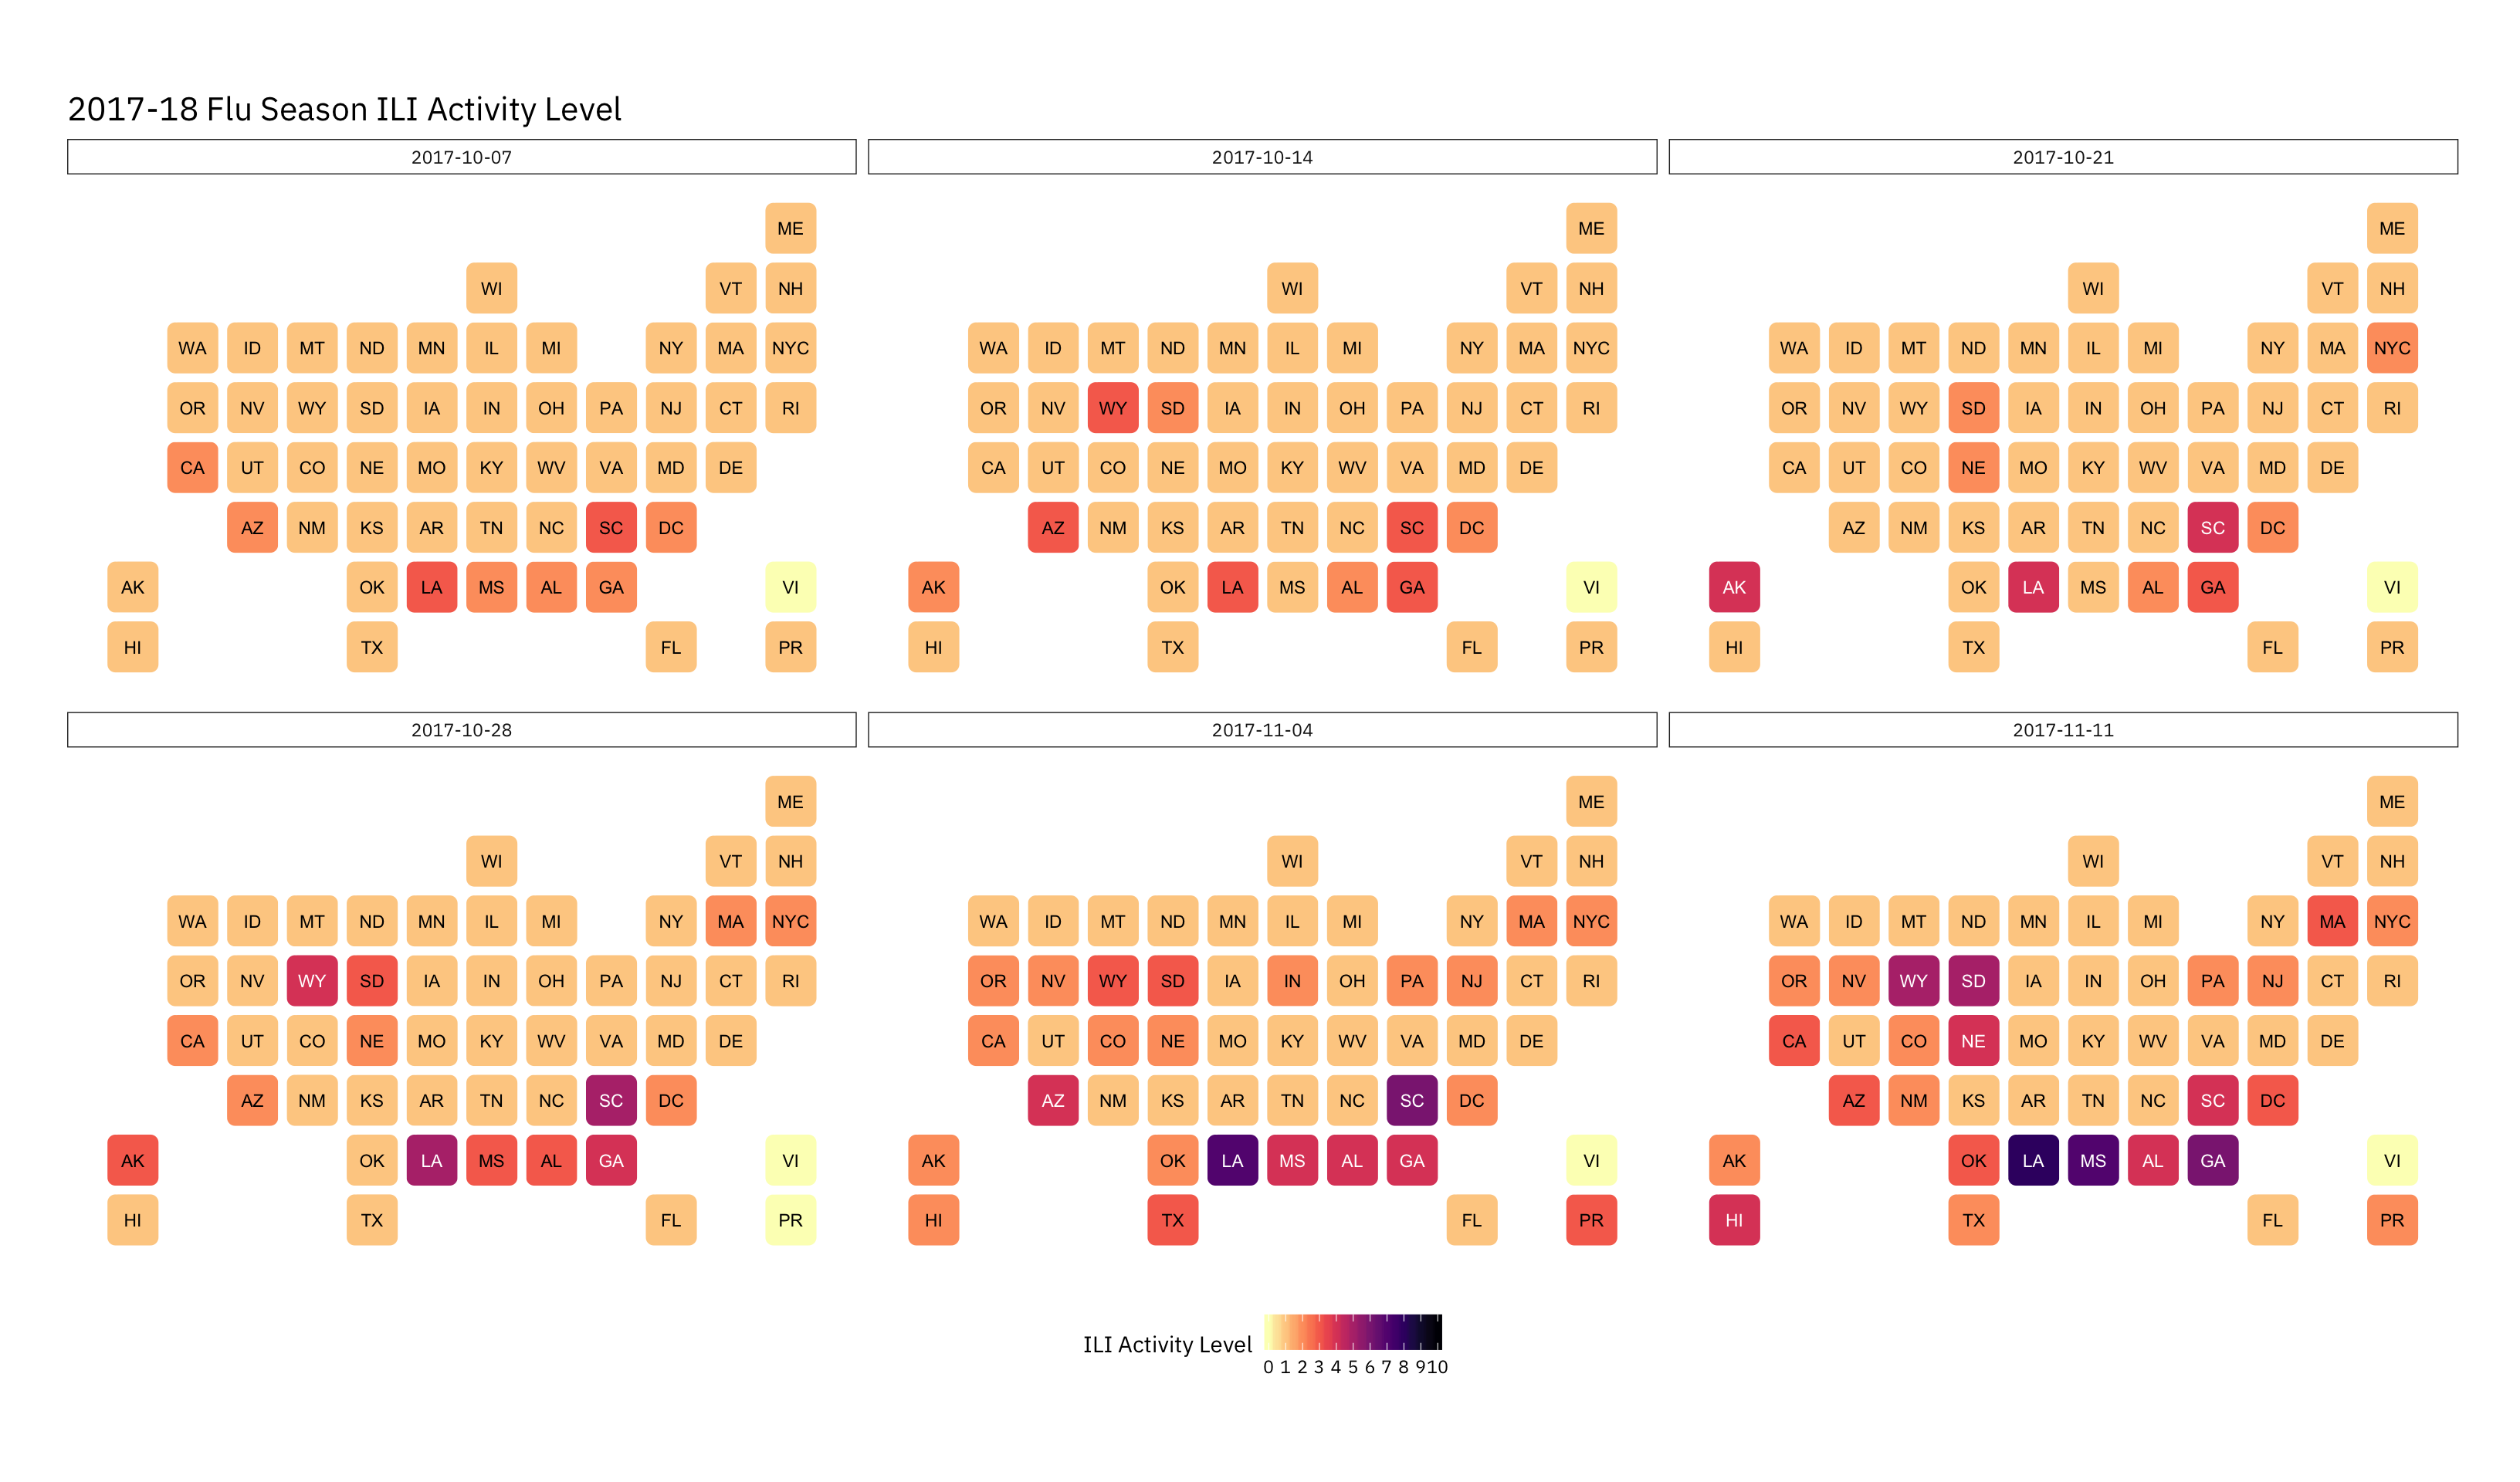 2017-18 Flu Season ILI Activity Level
2017-10-07 2017-10-14 2017-10-21
ME ME ME
WI VT NH WI VT NH WI VT NH
WA ID MT ND MN IL MI NY MA NYC WA ID MT ND MN IL MI NY MA NYC WA ID MT ND MN IL MI NY MA NYC
OR NV WY SD IA IN OH PA NJ CT RI OR NV WY SD IA IN OH PA NJ CT RI OR NV WY SD IA IN OH PA NJ CT RI
CA UT CO NE MO KY WV VA MD DE CA UT CO NE MO KY WV VA MD DE CA UT CO NE MO KY WV VA MD DE
AZ NM KS AR TN NC SC DC AZ NM KS AR TN NC SC DC AZ NM KS AR TN NC SC DC
AK OK LA MS AL GA VI AK OK LA MS AL GA VI AK OK LA MS AL GA VI
HI TX FL PR HI TX FL PR HI TX FL PR
2017-10-28 2017-11-04 2017-11-11
ME ME ME
WI VT NH WI VT NH WI VT NH
WA ID MT ND MN IL MI NY MA NYC WA ID MT ND MN IL MI NY MA NYC WA ID MT ND MN IL MI NY MA NYC
OR NV WY SD IA IN OH PA NJ CT RI OR NV WY SD IA IN OH PA NJ CT RI OR NV WY SD IA IN OH PA NJ CT RI
CA UT CO NE MO KY WV VA MD DE CA UT CO NE MO KY WV VA MD DE CA UT CO NE MO KY WV VA MD DE
AZ NM KS AR TN NC SC DC AZ NM KS AR TN NC SC DC AZ NM KS AR TN NC SC DC
AK OK LA MS AL GA VI AK OK LA MS AL GA VI AK OK LA MS AL GA VI
HI TX FL PR HI TX FL PR HI TX FL PR
ILI Activity Level
0 1 2 3 4 5 6 7 8 9 10